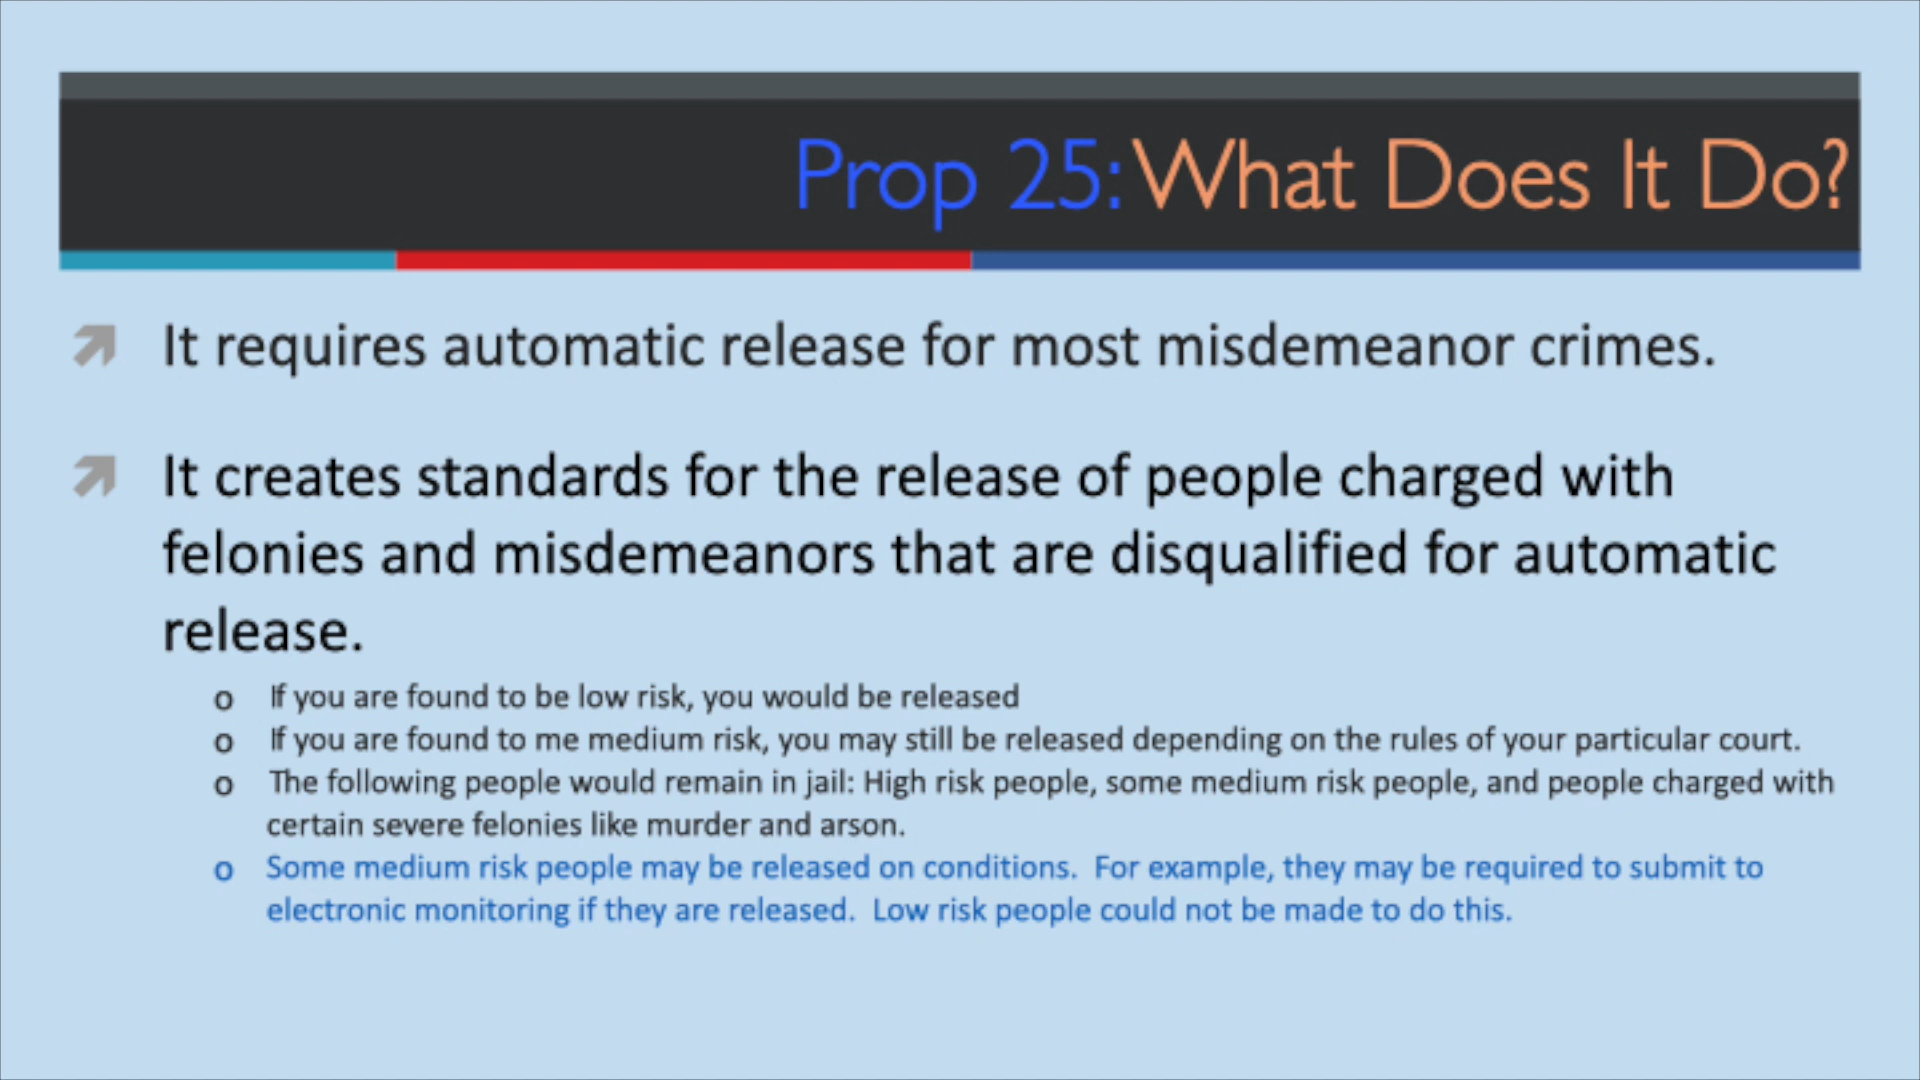 Prop 25: What Does It Do?
It requires automatic release for most misdemeanor crimes.
It creates standards for the release of people charged with
felonies and misdemeanors that are disqualified for automatic
release.
o If you are found to be low risk, you would be released
o If you are found to me medium risk, you may still be released depending on the rules of your particular court.
o The following people would remain in jail: High risk people, some medium risk people, and people charged with
certain severe felonies like murder and arson.
o Some medium risk people may be released on conditions. For example, they may be required to submit to
electronic monitoring if they are released. Low risk people could not be made to do this.